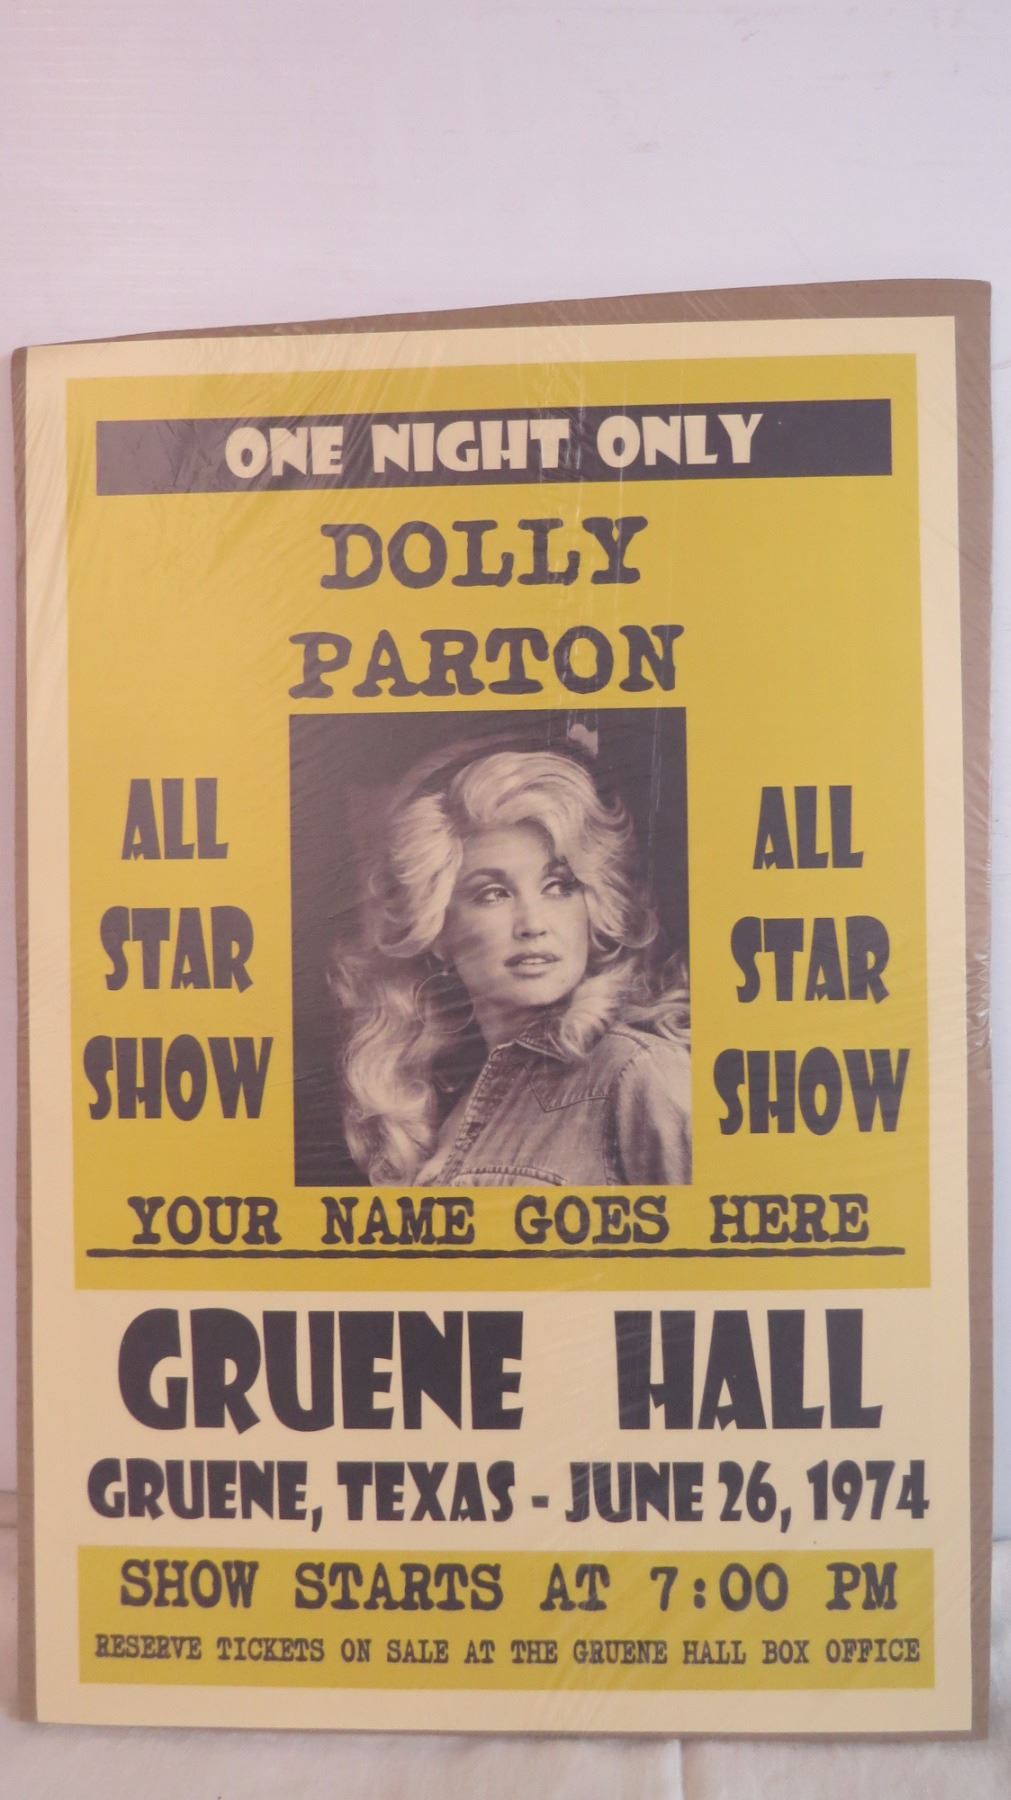 ONE NIGHT ONLY
DOLLY
PARTON
ALL
STAR
SHOW
ALL
STAR
SHOW
YOUR NAME GOES HERE
GRUENE HALL
GRUENE, TEXAS - JUNE 26, 1974
SHOW STARTS AT 7:00 PM
RESERVE TICKETS ON SALE AT THE GRUENE HALL BOX OFFICE